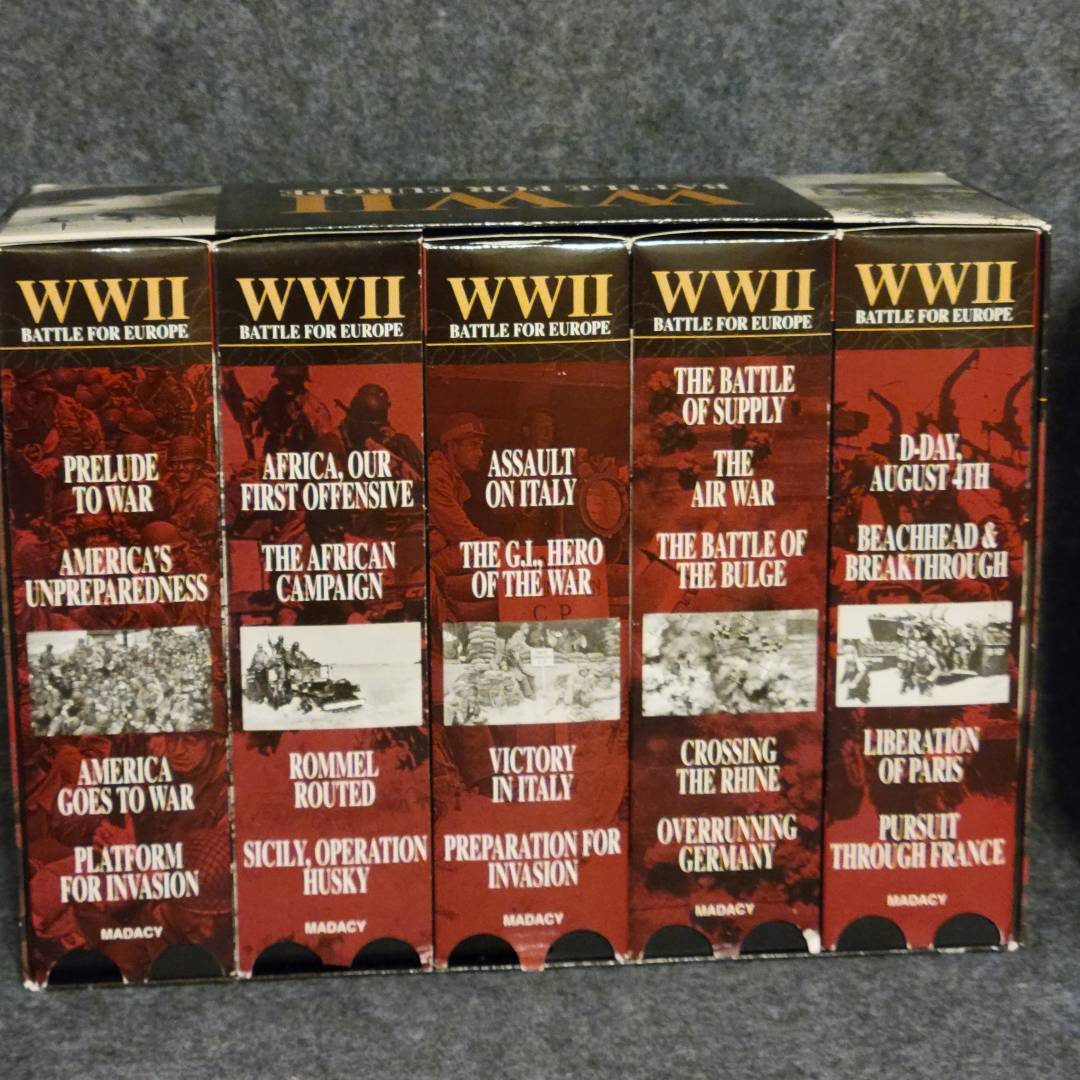 WWII
BATTLE FOR EUROPE
WWII
BATTLE FOR EUROPE
PRELUDE
TO WAR
AMERICA'S
UNPREPAREDNESS
AMERICA
GOES TO WAR
PLATFORM
FOR INVASION
MADACY
WWII
BATTLE FOR EUROPE
AFRICA, OUR
FIRST OFFENSIVE
THE AFRICAN
CAMPAIGN
ROMMEL
ROUTED
SICILY, OPERATION
HUSKY
MADACY
WWII
BATTLE FOR EUROPE
ASSAULT
ON ITALY
THE G.I., HERO
OF THE WAR
C P
VICTORY
IN ITALY
PREPARATION FOR
INVASION
MADACY
WWII
BATTLE FOR EUROPE
THE BATTLE
OF SUPPLY
THE
AIR WAR
THE BATTLE OF
THE BULGE
CROSSING
THE RHINE
OVERRUNNING
GERMANY
MADACY
WWII
BATTLE FOR EUROPE
D-DAY,
AUGUST 4TH
BEACHHEAD &
BREAKTHROUGH
LIBERATION
OF PARIS
PURSUIT
THROUGH FRANCE
MADACY